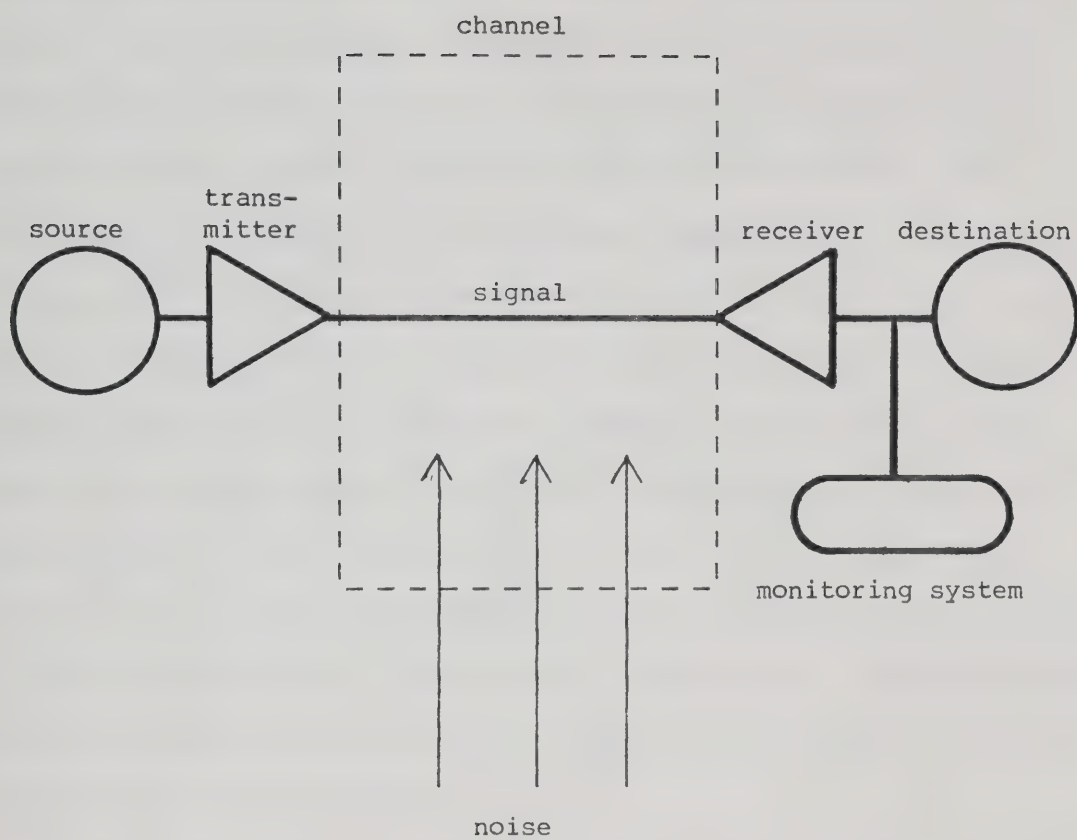 channel
trans-
mitter
source
receiver
destination
signal
monitoring system
noise